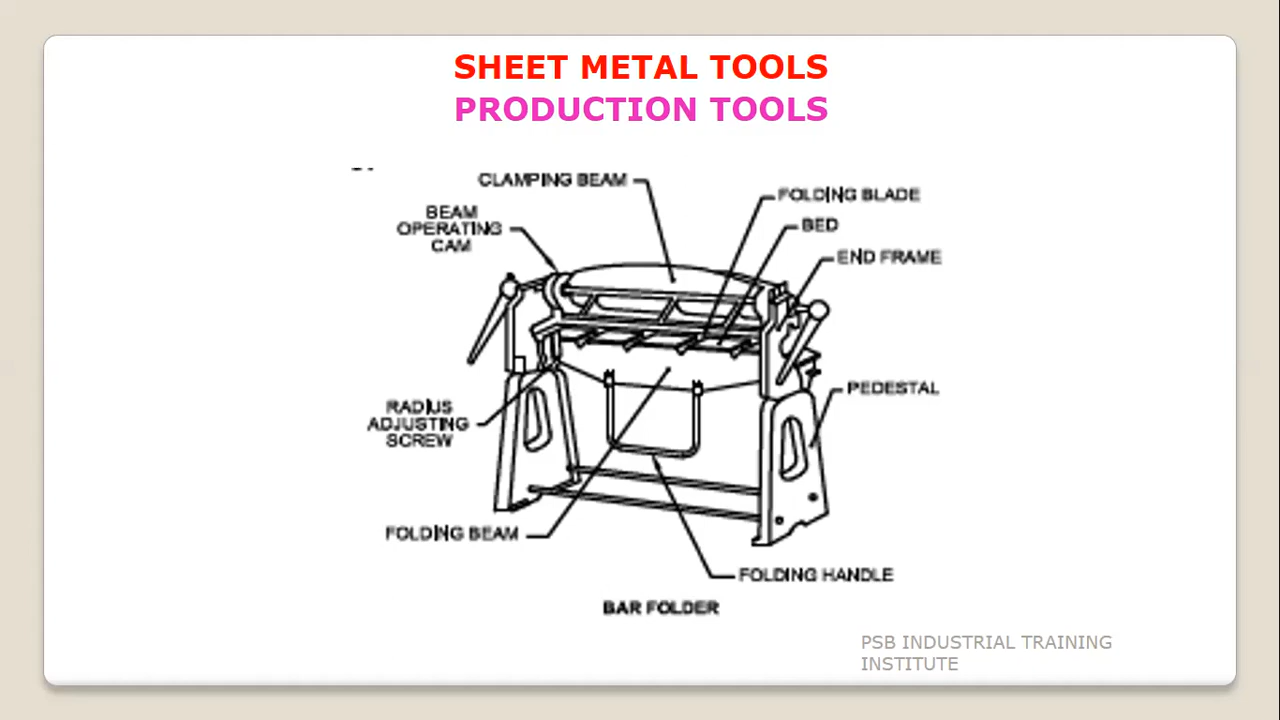 SHEET METAL TOOLS
PRODUCTION TOOLS
CLAMPING BEAM
FOLDING BLADE
BEAM
OPERATING
CAM
BED
END FRAME
PEDESTAL
RADIUS
ADJUSTING
SCREW
FOLDING BEAM
FOLDING HANDLE
BAR FOLDER
PSB INDUSTRIAL TRAINING
INSTITUTE